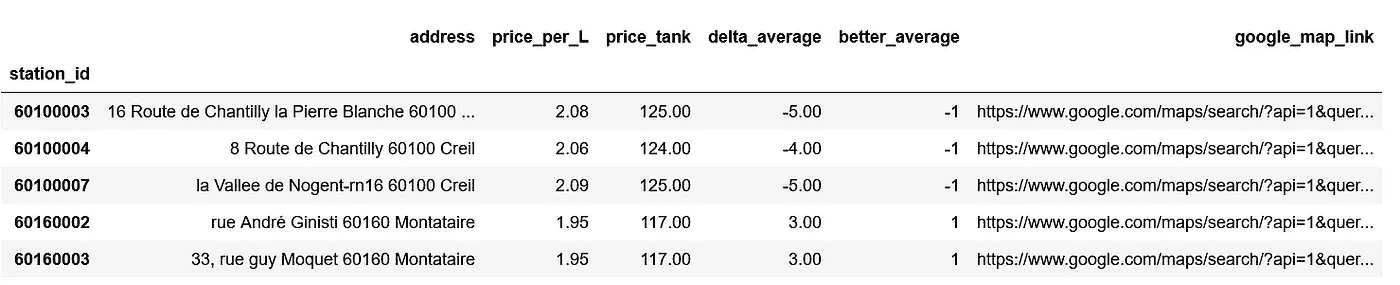 address price_per_L price_tank delta_average better_average google_map_link
station_id
60100003 16 Route de Chantilly la Pierre Blanche 60100 ... 2.08 125.00 -5.00 -1 https://www.google.com/maps/search/?api=1&quer...
60100004 8 Route de Chantilly 60100 Creil 2.06 124.00 -4.00 -1 https://www.google.com/maps/search/?api=1&quer...
60100007 la Vallee de Nogent-rn16 60100 Creil 2.09 125.00 -5.00 -1 https://www.google.com/maps/search/?api=1&quer...
60160002 rue André Ginisti 60160 Montataire 1.95 117.00 3.00 1 https://www.google.com/maps/search/?api=1&quer...
60160003 33, rue guy Moquet 60160 Montataire 1.95 117.00 3.00 1 https://www.google.com/maps/search/?api=1&quer...